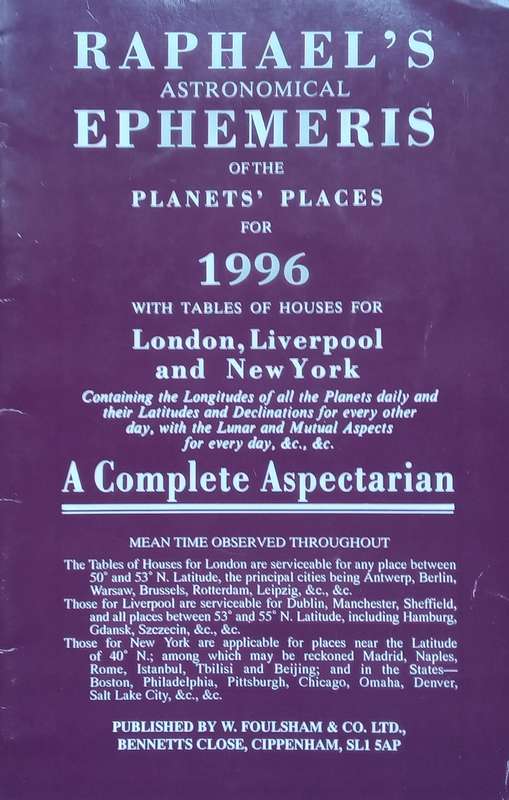 RAPHAEL'S
ASTRONOMICAL
EPHEMERIS
OF THE
PLANETS' PLACES
FOR
1996
WITH TABLES OF HOUSES FOR
London, Liverpool
and New York
Containing the Longitudes of all the Planets daily and
their Latitudes and Declinations for every other
day, with the Lunar and Mutual Aspects
for every day, &c., &c.
A Complete Aspectarian
MEAN TIME OBSERVED THROUGHOUT
The Tables of Houses for London are serviceable for any place between
50° and 53° N. Latitude, the principal cities being Antwerp, Berlin,
Warsaw, Brussels, Rotterdam, Leipzig, &c., &c.
Those for Liverpool are serviceable for Dublin, Manchester, Sheffield,
and all places between 53° and 55° N. Latitude, including Hamburg,
Gdansk, Szczecin, &c., &c.
Those for New York are applicable for places near the Latitude
of 40° N.; among which may be reckoned Madrid, Naples,
Rome, Istanbul, Tbilisi and Beijing; and in the States—
Boston, Philadelphia, Pittsburgh, Chicago, Omaha, Denver,
Salt Lake City, &c., &c.
PUBLISHED BY W. FOULSHAM & CO. LTD.,
BENNETTS CLOSE, CIPPENHAM, SL1 5AP